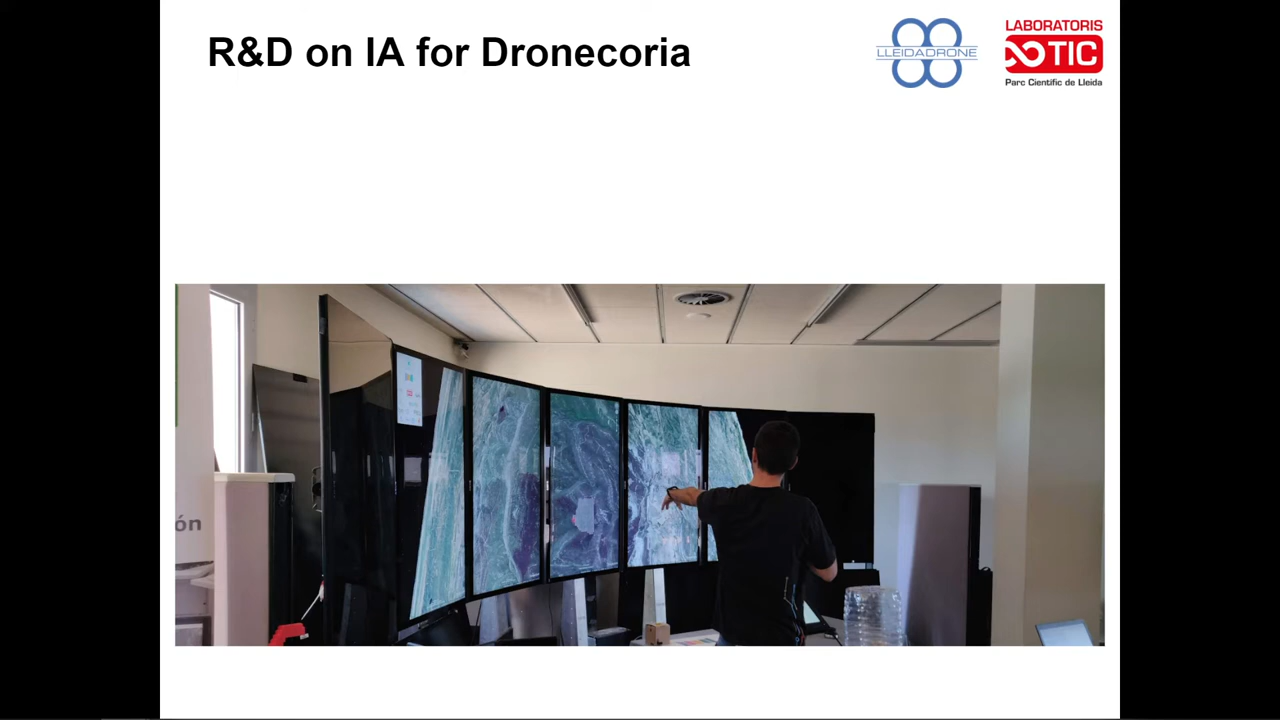 R&D on IA for Dronecoria
LLEIDADRONE
LABORATORIS
TIC
Parc Científic de Lleida
ón